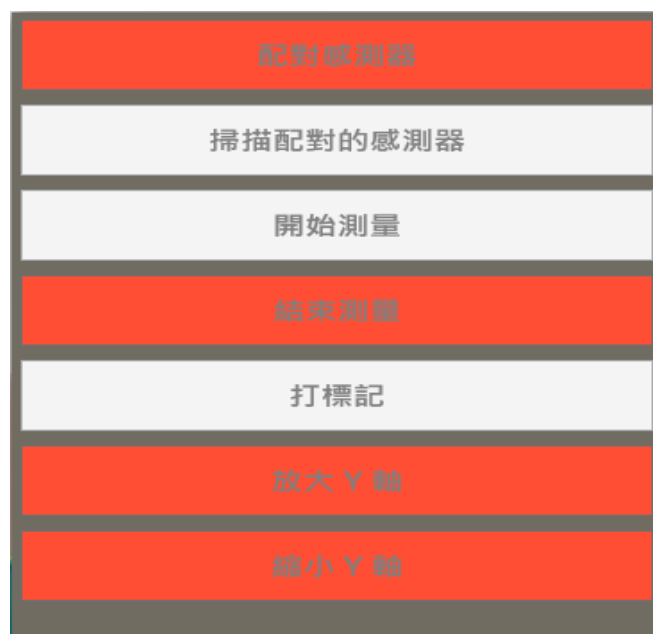 配對感測器
掃描配對的感測器
開始測量
結束測量
打標記
放大 Y 軸
縮小 Y 軸